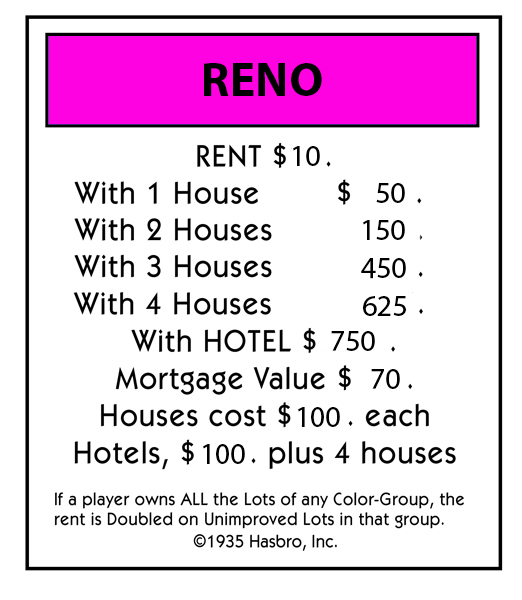 RENO
RENT $10.
With 1 House $ 50.
With 2 Houses 150.
With 3 Houses 450.
With 4 Houses 625.
With HOTEL $ 750.
Mortgage Value $ 70.
Houses cost $100. each
Hotels, $100. plus 4 houses
If a player owns ALL the Lots of any Color-Group, the
rent is Doubled on Unimproved Lots in that group.
©1935 Hasbro, Inc.